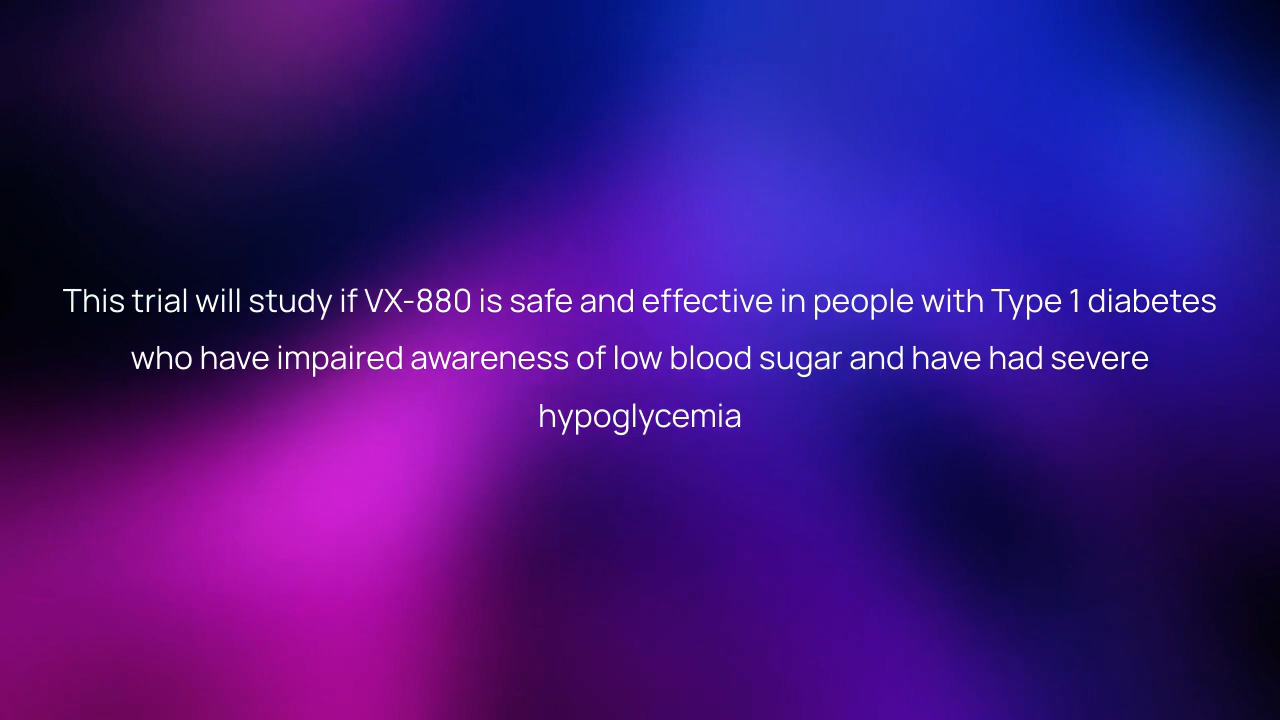 This trial will study if VX-880 is safe and effective in people with Type 1 diabetes
who have impaired awareness of low blood sugar and have had severe
hypoglycemia